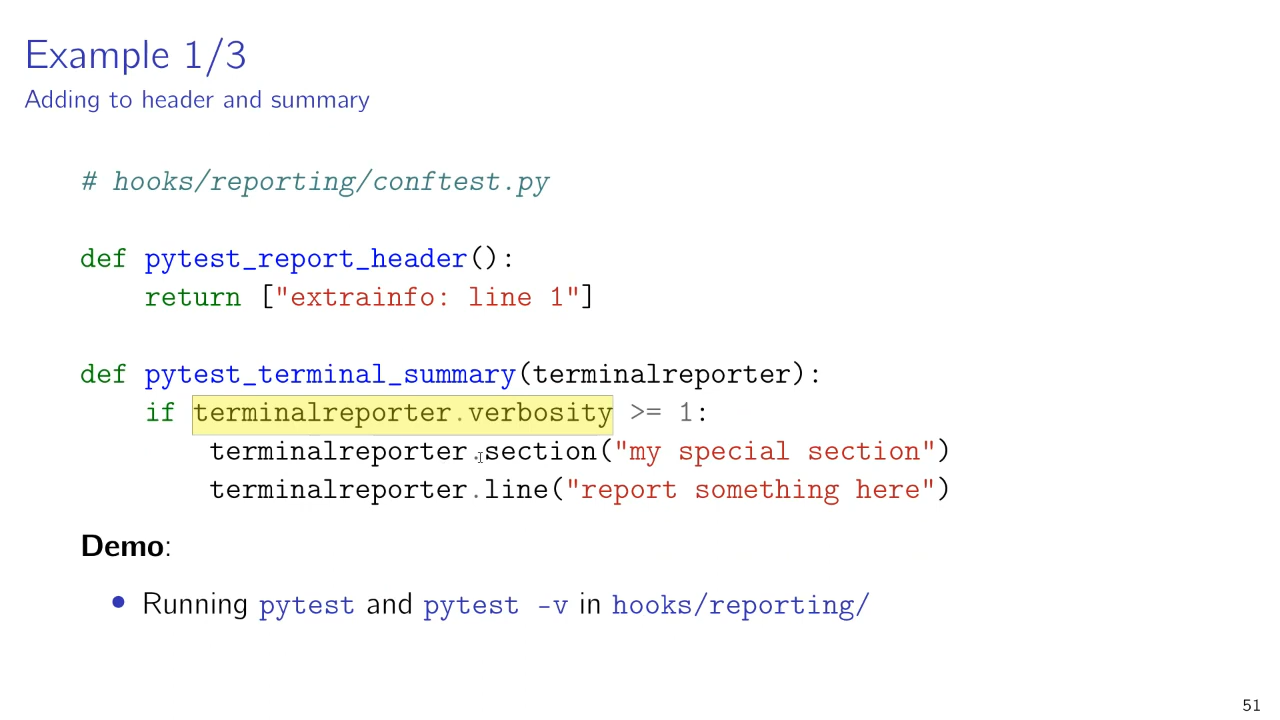 Example 1/3
Adding to header and summary
# hooks/reporting/conftest.py
def pytest_report_header():
    return ["extrainfo: line 1"]
def pytest_terminal_summary(terminalreporter):
    if terminalreporter.verbosity >= 1:
        terminalreporter.section("my special section")
        terminalreporter.line("report something here")
Demo:
• Running pytest and pytest -v in hooks/reporting/
51